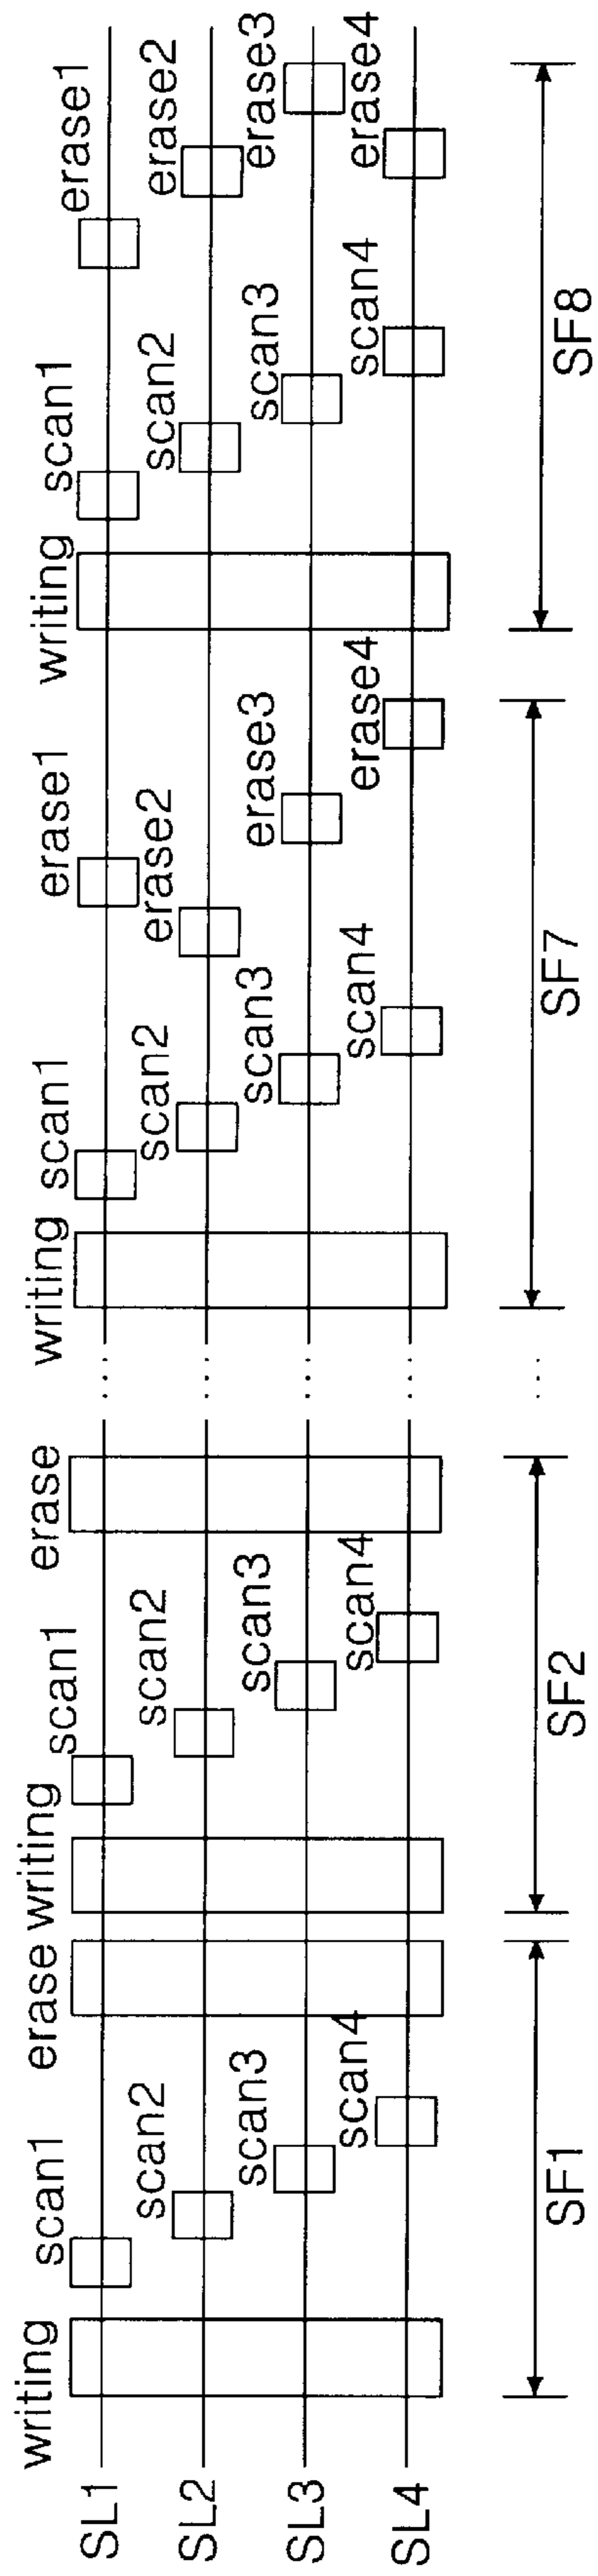 writing scan1 erase writing scan1 erase writing scan1 erase1 writing scan1 erase1
SL1 ... 
scan2 scan2 scan2 erase2 scan2 erase2
SL2 ...
scan3 scan3 scan3 erase3 scan3 erase3
SL3 ...
scan4 scan4 scan4 erase4 scan4 erase4
SL4 ...
SF1 SF2 ... SF7 SF8